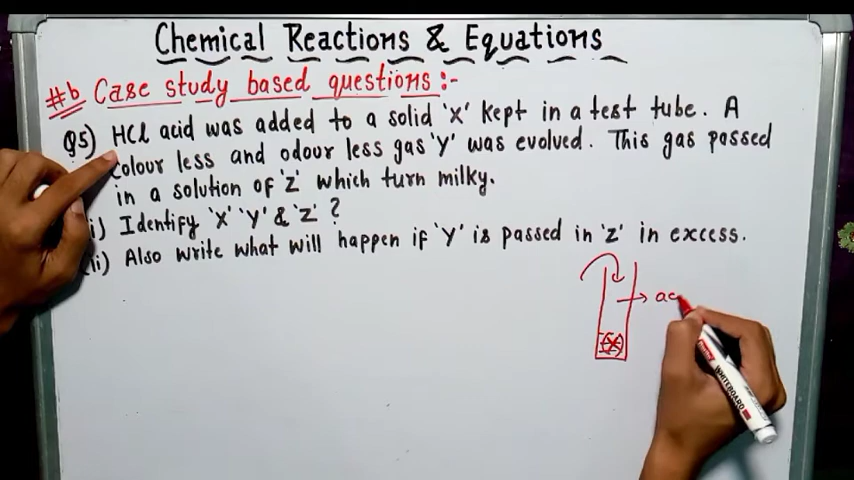 Chemical Reactions & Equations
#b Case study based questions:-
Q5) HCl acid was added to a solid 'x' kept in a test tube. A
colour less and odour less gas 'Y' was evolved. This gas passed
in a solution of 'z' which turn milky.
i) Identify 'x' 'Y' & 'z' ?
ii) Also write what will happen if 'Y' is passed in 'z' in excess.
ac
x
WHITEBOARD